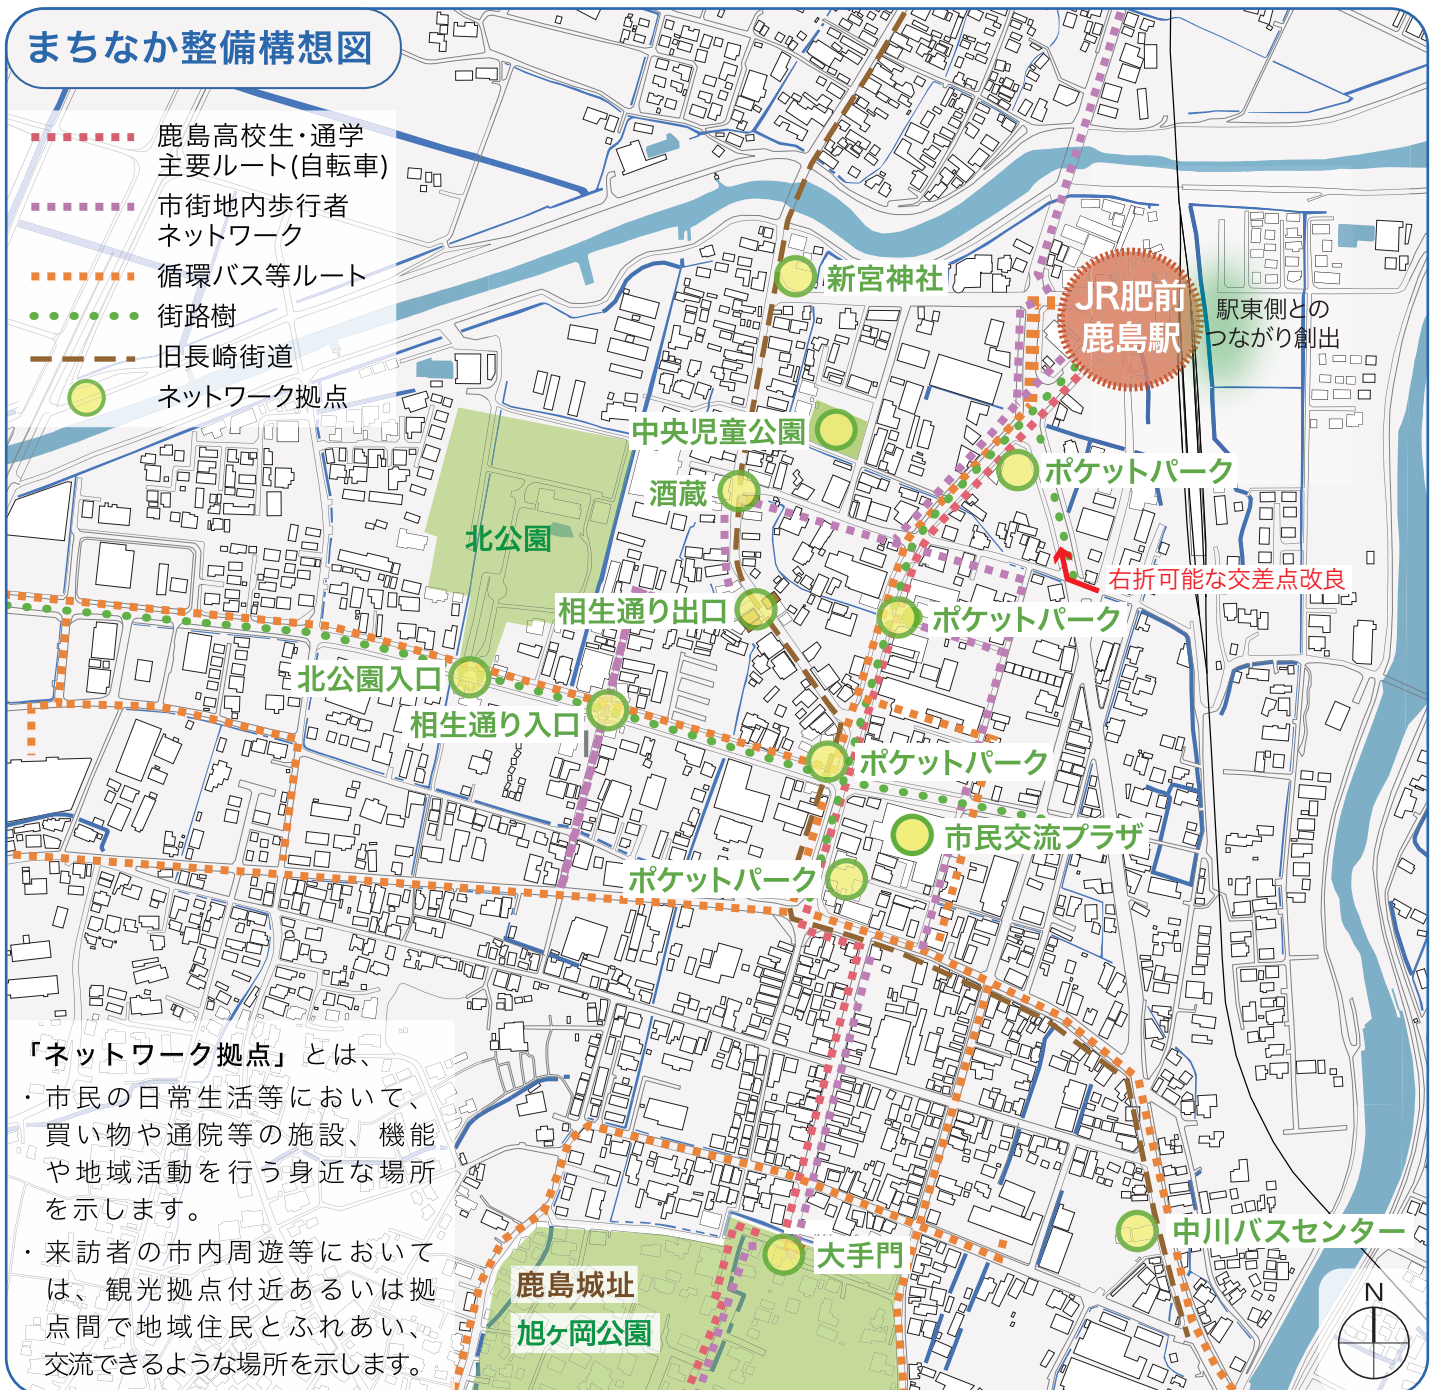 まちなか整備構想図
鹿島高校生・通学
主要ルート(自転車)
市街地内歩行者
ネットワーク
循環バス等ルート
街路樹
旧長崎街道
ネットワーク拠点
新宮神社
JR肥前
鹿島駅
駅東側との
つながり創出
中央児童公園
酒蔵
ポケットパーク
北公園
右折可能な交差点改良
相生通り出口
ポケットパーク
北公園入口
相生通り入口
ポケットパーク
市民交流プラザ
ポケットパーク
「ネットワーク拠点」とは、
・市民の日常生活等において、
買い物や通院等の施設、機能
や地域活動を行う身近な場所
を示します。
・来訪者の市内周遊等において
は、観光拠点付近あるいは拠
点間で地域住民とふれあい、
交流できるような場所を示します。
中川バスセンター
大手門
鹿島城址
旭ヶ岡公園
N